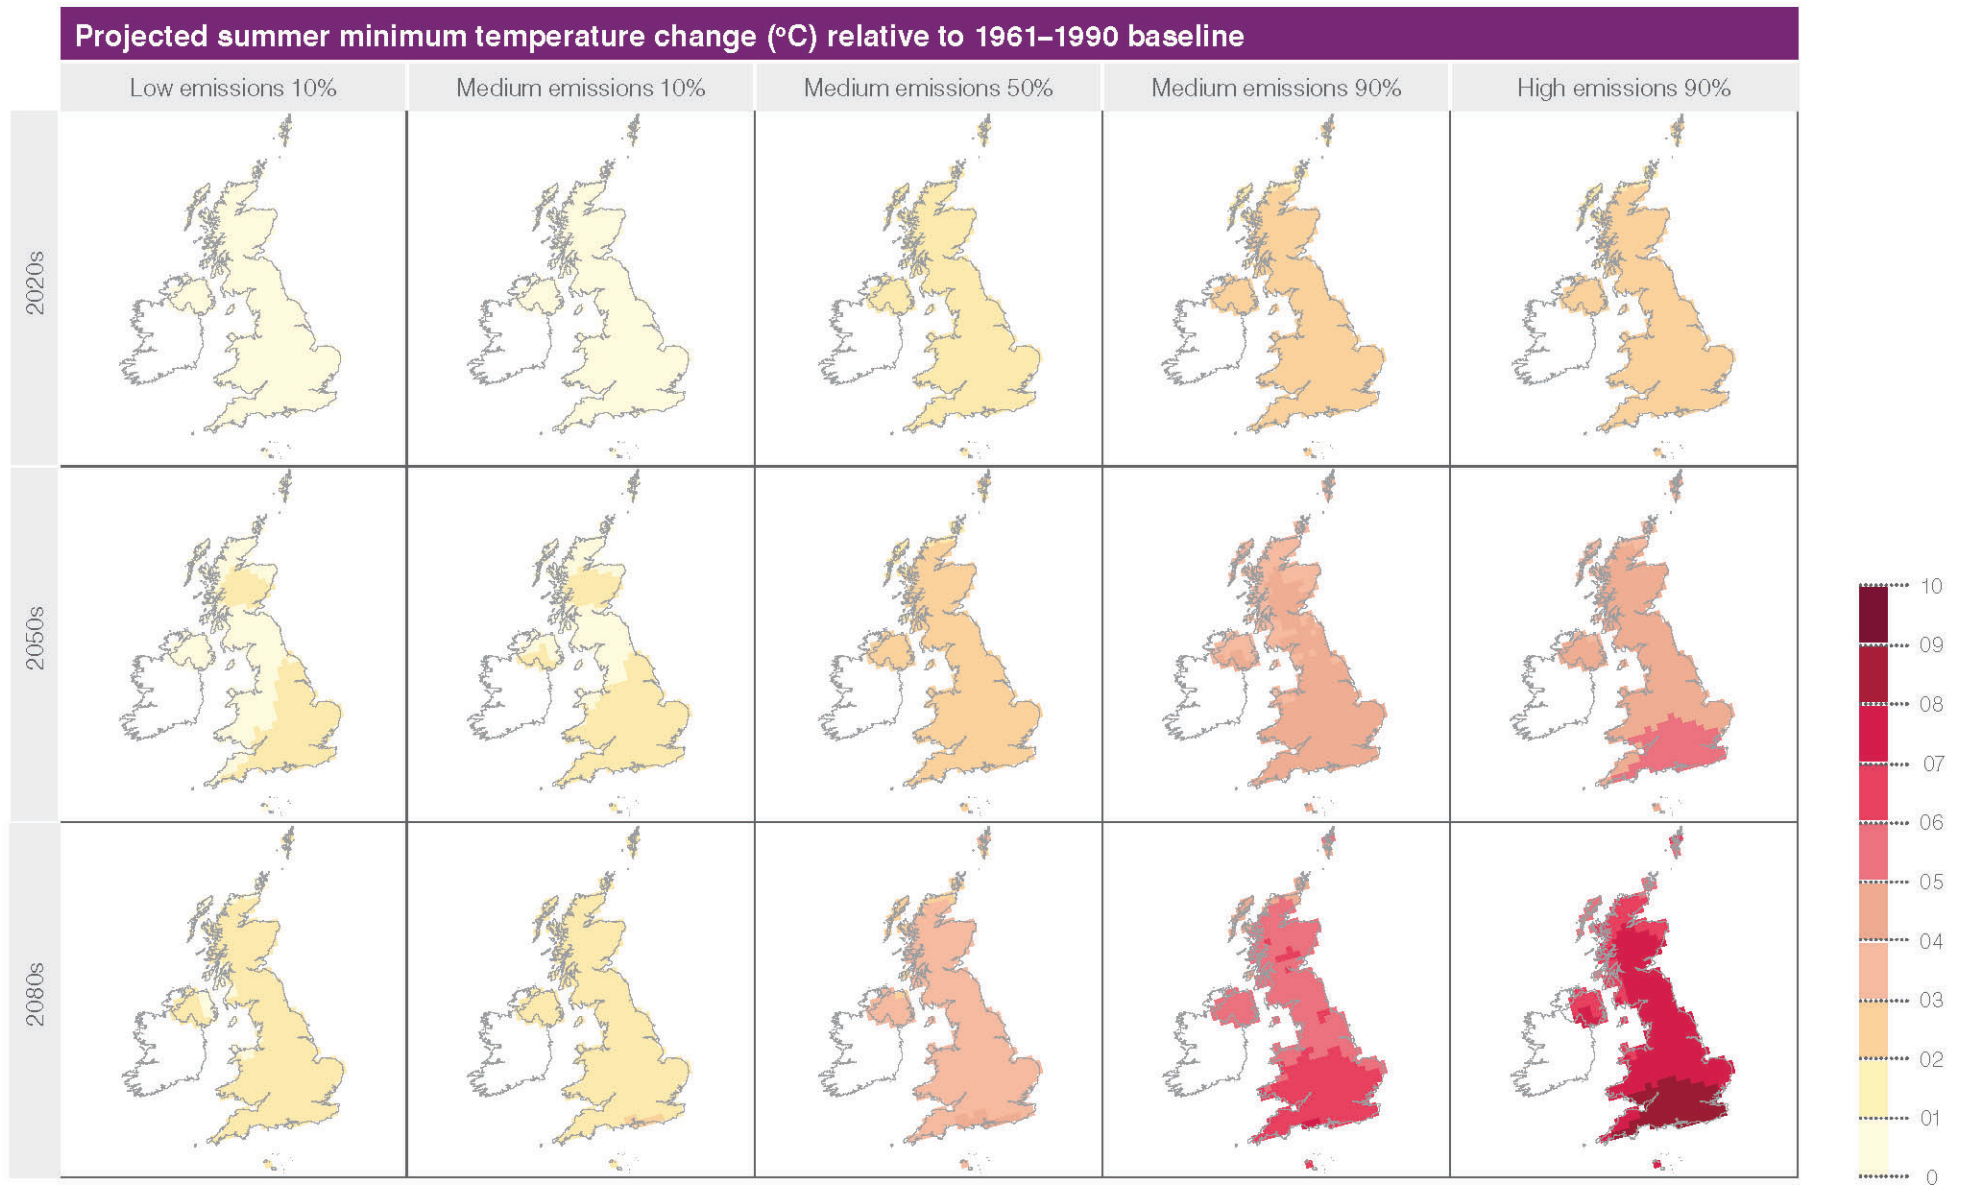 Projected summer minimum temperature change (ºC) relative to 1961–1990 baseline
Low emissions 10%
Medium emissions 10%
Medium emissions 50%
Medium emissions 90%
High emissions 90%
2020s
2050s
2080s
10
09
08
07
06
05
04
03
02
01
0